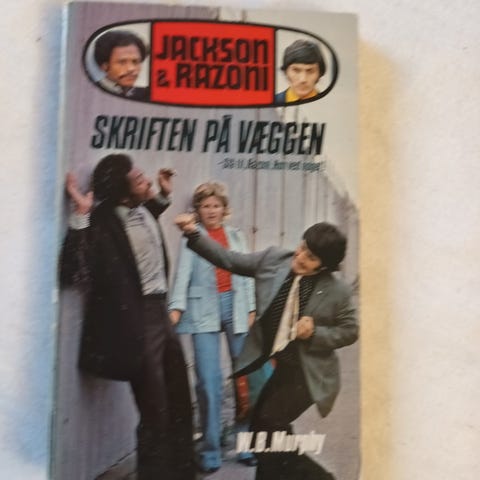 JACKSON
& RAZONI
SKRIFTEN PÅ VÆGGEN
W.B. Murphy